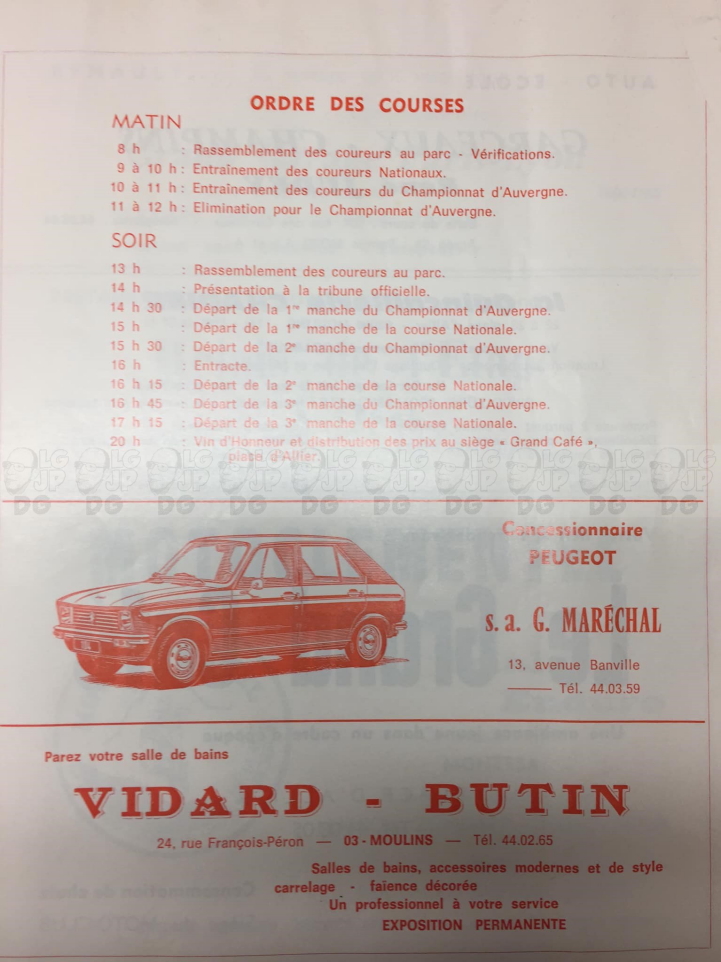 ORDRE DES COURSES
MATIN
8 h : Rassemblement des coureurs au parc - Vérifications.
9 à 10 h : Entraînement des coureurs Nationaux.
10 à 11 h : Entraînement des coureurs du Championnat d'Auvergne.
11 à 12 h : Elimination pour le Championnat d'Auvergne.
SOIR
13 h : Rassemblement des coureurs au parc.
14 h : Présentation à la tribune officielle.
14 h 30 : Départ de la 1re manche du Championnat d'Auvergne.
15 h : Départ de la 1re manche de la course Nationale.
15 h 30 : Départ de la 2e manche du Championnat d'Auvergne.
16 h : Entracte.
16 h 15 : Départ de la 2e manche de la course Nationale.
16 h 45 : Départ de la 3e manche du Championnat d'Auvergne.
17 h 15 : Départ de la 3e manche de la course Nationale.
20 h : Vin d'Honneur et distribution des prix au siège « Grand Café »,
place d'Allier.
Concessionnaire
PEUGEOT
s. a. G. MARÉCHAL
13, avenue Banville
Tél. 44.03.59
Parez votre salle de bains
VIDARD - BUTIN
24, rue François-Péron — 03 - MOULINS — Tél. 44.02.65
Salles de bains, accessoires modernes et de style
carrelage - faïence décorée
Un professionnel à votre service
EXPOSITION PERMANENTE